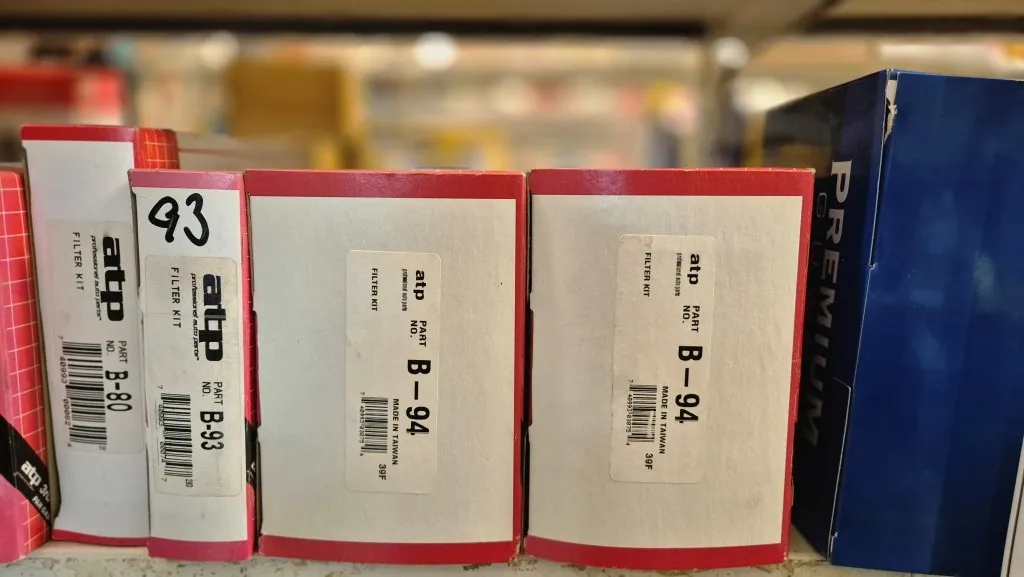 atp
professional auto parts
FILTER KIT
PART
NO. B-80
93
atp
professional auto parts
FILTER KIT
PART
NO. B-93
atp
professional auto parts
FILTER KIT
PART
NO. B-94
MADE IN TAIWAN
39F
atp
professional auto parts
FILTER KIT
PART
NO. B-94
MADE IN TAIWAN
39F
PREMIUM
atp